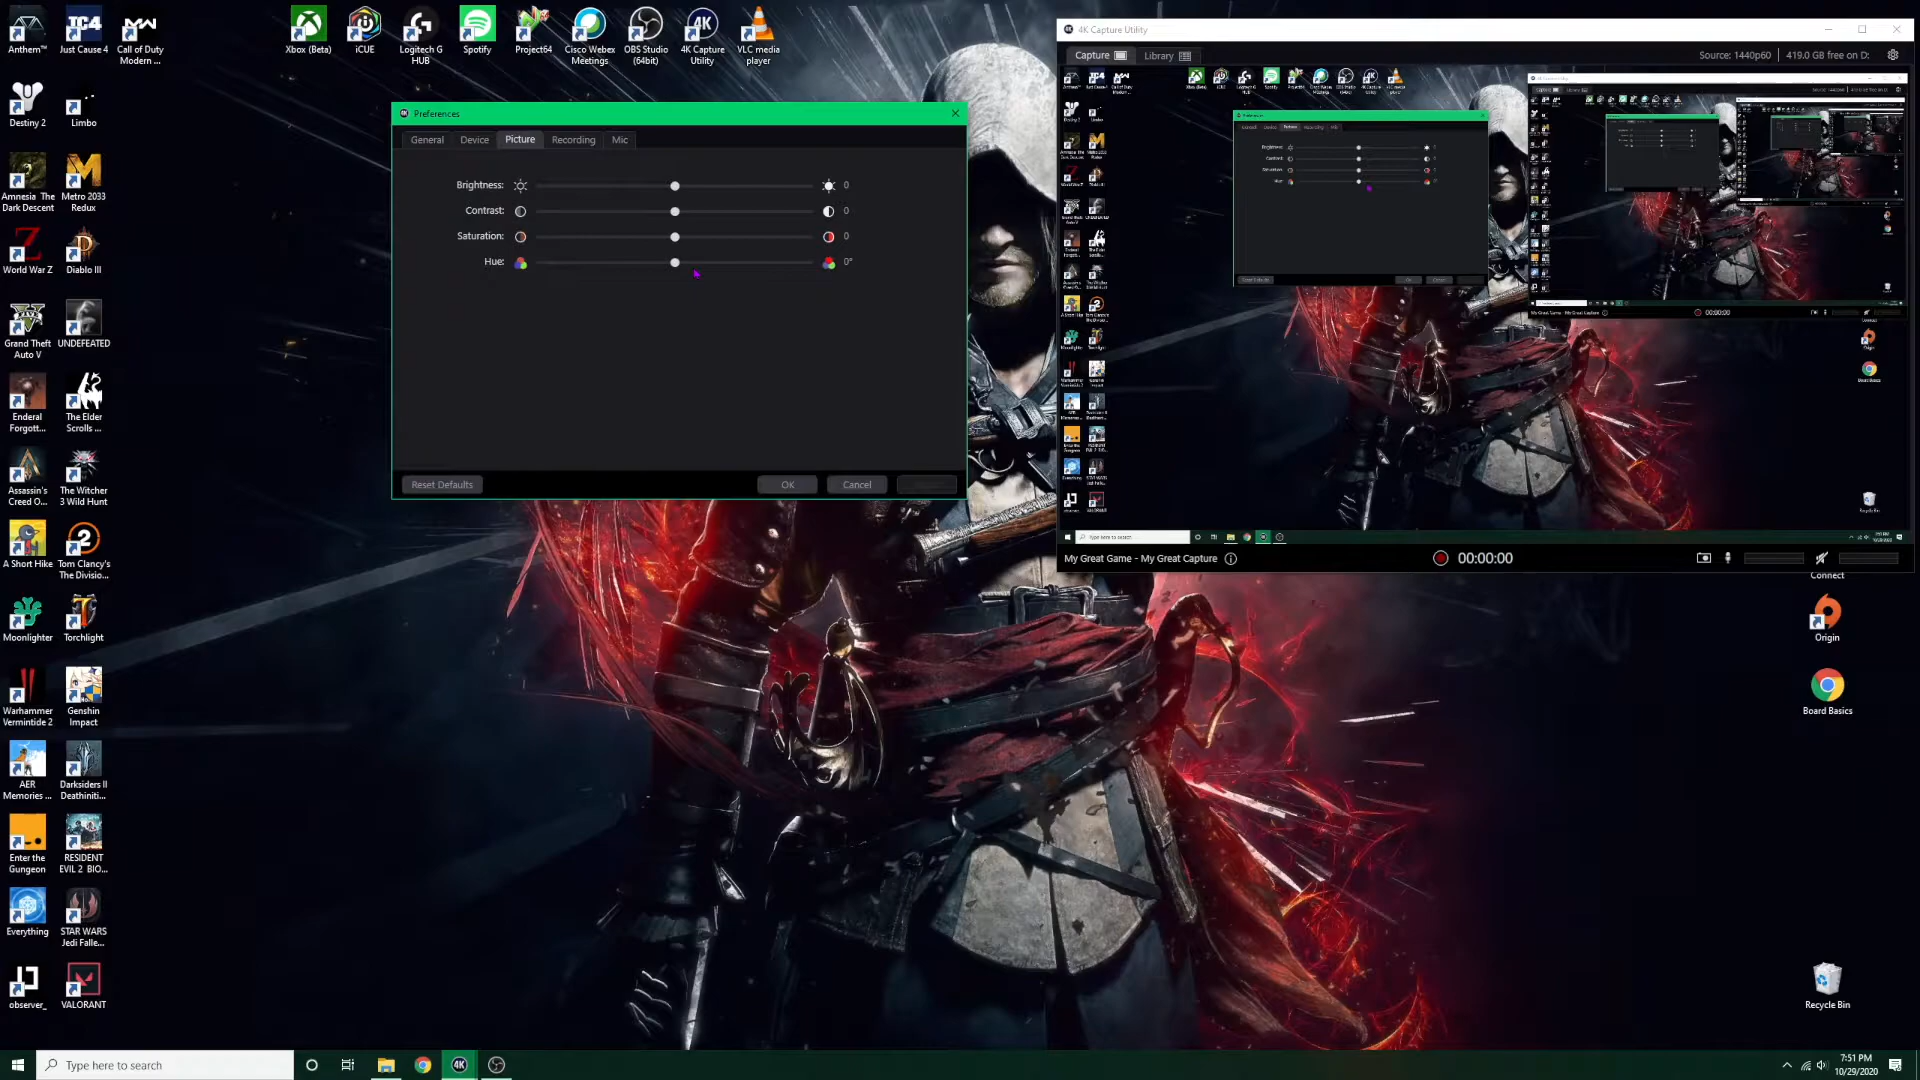 Anthem™
Just Cause 4
Call of Duty
Modern ...
Xbox (Beta)
iCUE
Logitech G
HUB
Spotify
Project64
Cisco Webex
Meetings
OBS Studio
(64bit)
4K Capture
Utility
VLC media
player
Destiny 2
Limbo
Amnesia The
Dark Descent
Metro 2033
Redux
World War Z
Diablo III
Grand Theft
Auto V
UNDEFEATED
Enderal
Forgott...
The Elder
Scrolls ...
Assassin's
Creed O...
The Witcher
3 Wild Hunt
A Short Hike
Tom Clancy's
The Divisio...
Moonlighter
Torchlight
Warhammer
Vermintide 2
Genshin
Impact
AER
Memories ...
Darksiders II
Deathiniti...
Enter the
Gungeon
RESIDENT
EVIL 2 BIO...
Everything
STAR WARS
Jedi Falle...
observer_
VALORANT
Preferences
General
Device
Picture
Recording
Mic
Brightness:
0
Contrast:
0
Saturation:
0
Hue:
0°
Reset Defaults
OK
Cancel
4K Capture Utility
Capture
Library
Source: 1440p60
419.0 GB free on D:
My Great Game - My Great Capture
00:00:00
Connect
Origin
Board Basics
Recycle Bin
Type here to search
4K
7:51 PM
10/29/2020